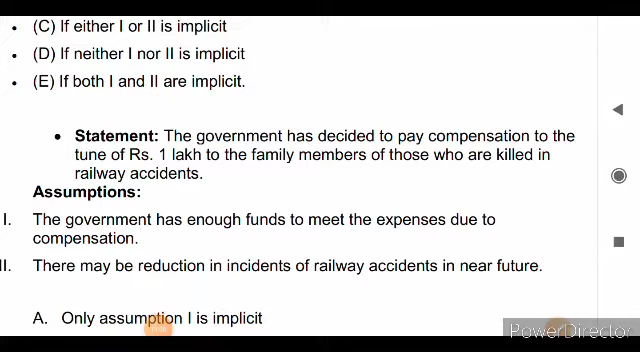 • (C) If either I or II is implicit
• (D) If neither I nor II is implicit
• (E) If both I and II are implicit.
• Statement: The government has decided to pay compensation to the
tune of Rs. 1 lakh to the family members of those who are killed in
railway accidents.
Assumptions:
I. The government has enough funds to meet the expenses due to
compensation.
II. There may be reduction in incidents of railway accidents in near future.
A. Only assumption I is implicit
PowerDirector